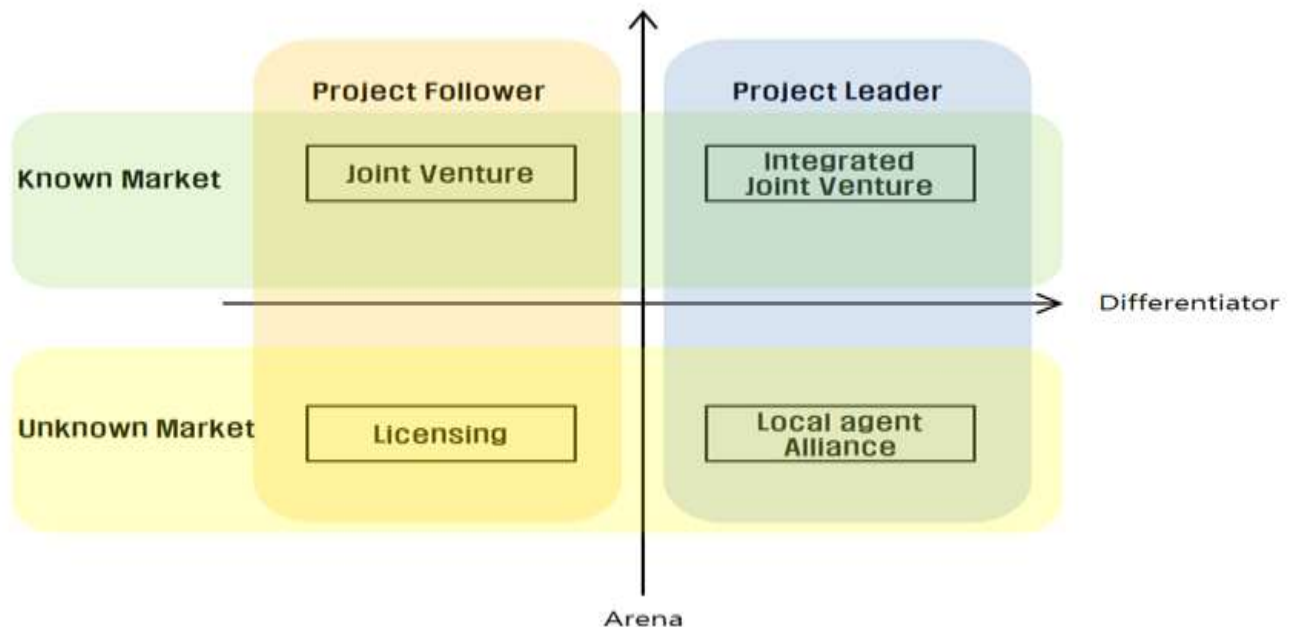 Project Follower
Project Leader
Known Market
Joint Venture
Integrated
Joint Venture
Differentiator
Unknown Market
Licensing
Local agent
Alliance
Arena